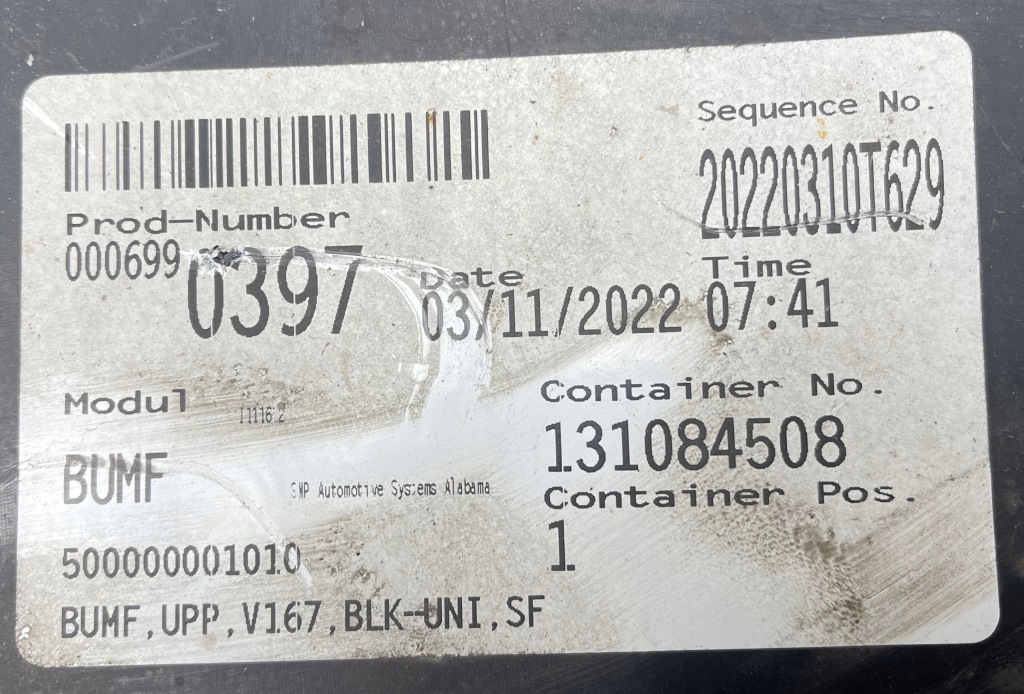 Sequence No.
20220310T629
Prod-Number
000699 0397
Date
03/11/2022
Time
07:41
Modul
BUMF
Automotive Systems Alabama
Container No.
131084508
Container Pos.
1
500000001010
BUMF,UPP,V167,BLK-UNI,SF